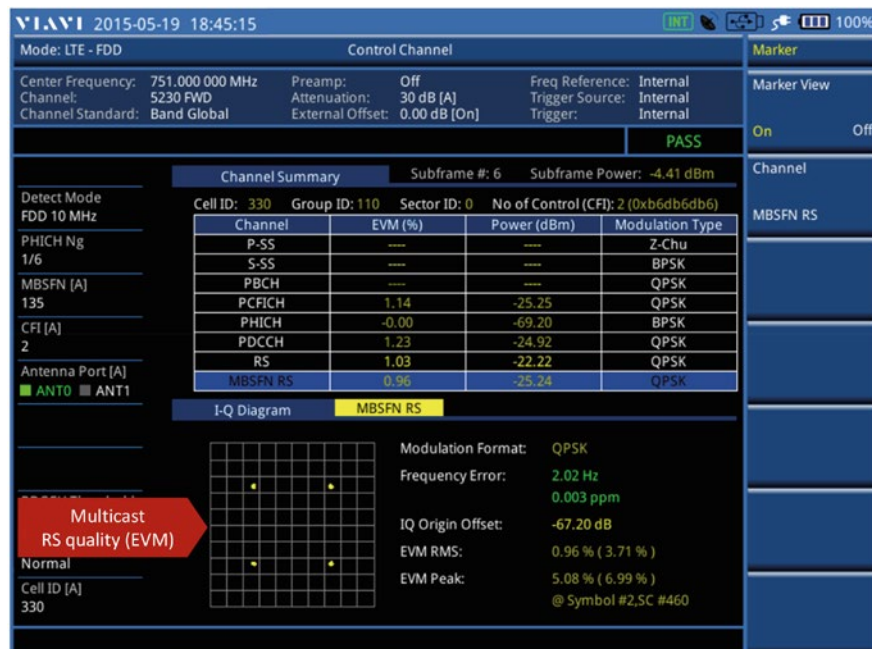 VIAVI 2015-05-19 18:45:15 INT 100%
Mode: LTE - FDD Control Channel Marker
Center Frequency: 751.000 000 MHz Preamp: Off Freq Reference: Internal
Channel: 5230 FWD Attenuation: 30 dB [A] Trigger Source: Internal
Channel Standard: Band Global External Offset: 0.00 dB [On] Trigger: Internal
Marker View
On Off
PASS
Channel
MBSFN RS
Channel Summary Subframe #: 6 Subframe Power: -4.41 dBm
Detect Mode
FDD 10 MHz
PHICH Ng
1/6
MBSFN [A]
135
CFI [A]
2
Antenna Port [A]
ANT0 ANT1
Cell ID: 330 Group ID: 110 Sector ID: 0 No of Control (CFI): 2 (0xb6db6db6)
Channel EVM (%) Power (dBm) Modulation Type
P-SS ---- ---- Z-Chu
S-SS ---- ---- BPSK
PBCH ---- ---- QPSK
PCFICH 1.14 -25.25 QPSK
PHICH -0.00 -69.20 BPSK
PDCCH 1.23 -24.92 QPSK
RS 1.03 -22.22 QPSK
MBSFN RS 0.96 -25.24 QPSK
I-Q Diagram MBSFN RS
Modulation Format: QPSK
Frequency Error: 2.02 Hz
0.003 ppm
IQ Origin Offset: -67.20 dB
EVM RMS: 0.96 % ( 3.71 % )
EVM Peak: 5.08 % ( 6.99 % )
@ Symbol #2,SC #460
Multicast
RS quality (EVM)
Normal
Cell ID [A]
330